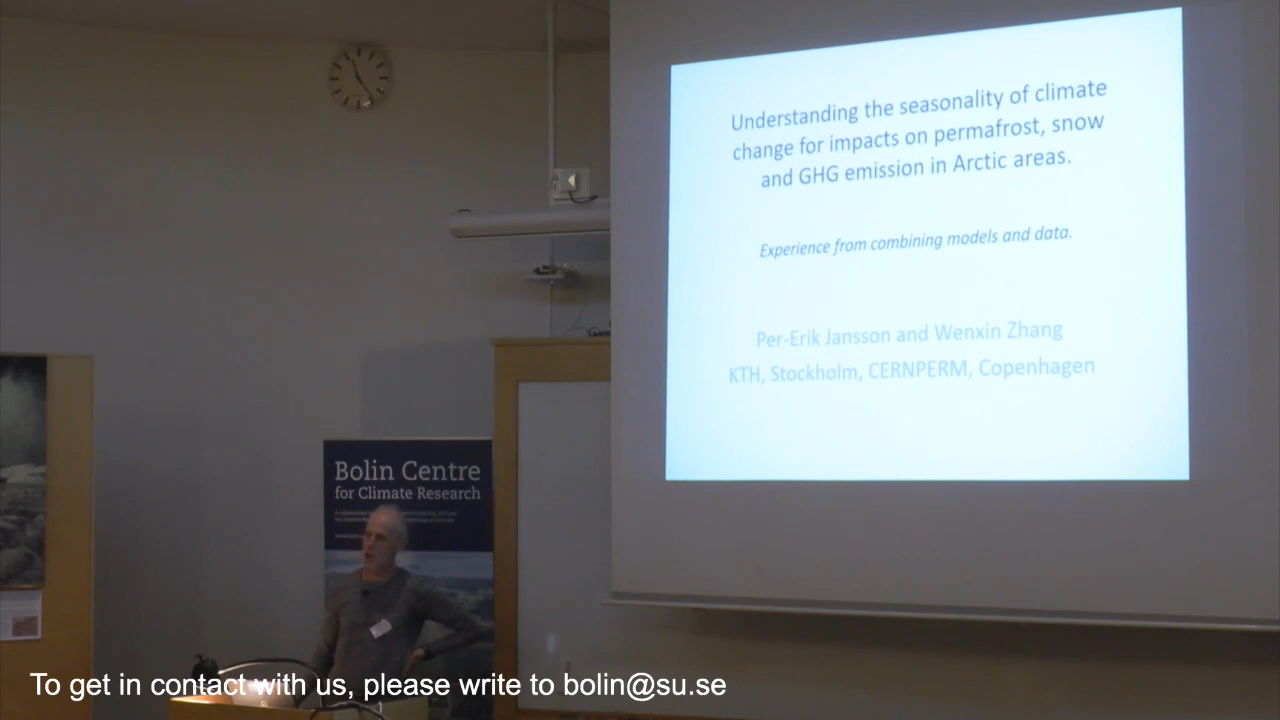 Understanding the seasonality of climate
change for impacts on permafrost, snow
and GHG emission in Arctic areas.
Experience from combining models and data.
Per-Erik Jansson and Wenxin Zhang
KTH, Stockholm, CERNPERM, Copenhagen
Bolin Centre
for Climate Research
To get in contact with us, please write to bolin@su.se